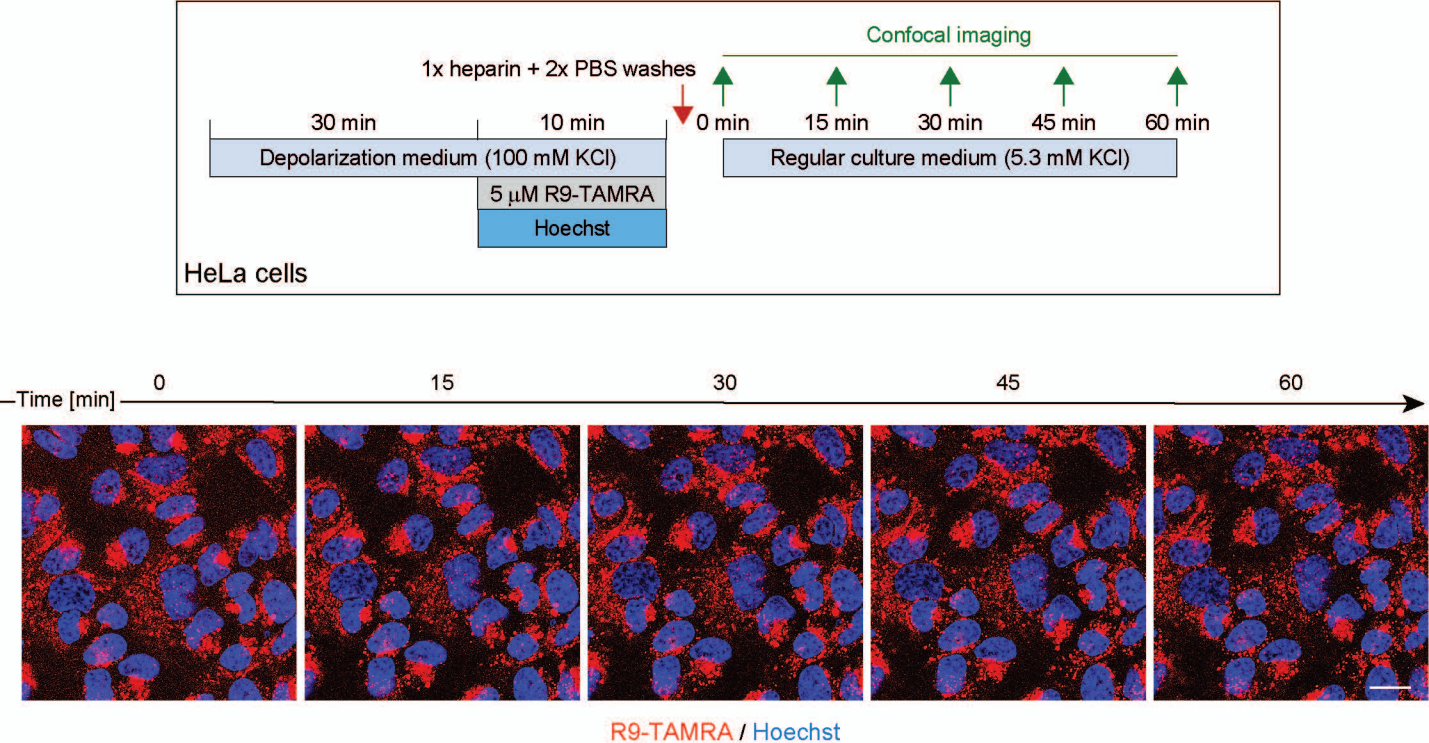 Confocal imaging
1x heparin + 2x PBS washes
30 min 10 min 0 min 15 min 30 min 45 min 60 min
Depolarization medium (100 mM KCl) Regular culture medium (5.3 mM KCl)
5 μM R9-TAMRA
Hoechst
HeLa cells
0 15 30 45 60
Time [min]
R9-TAMRA / Hoechst